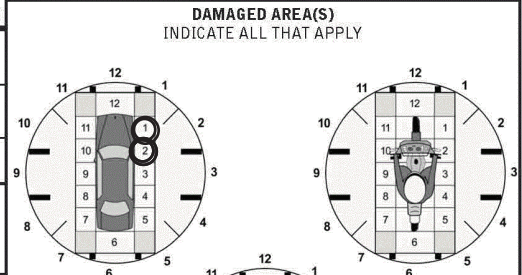 DAMAGED AREA(S)
INDICATE ALL THAT APPLY
12 12
11 1 11 1
12 12
10 11 1 2 10 11 1 2
10 2 10 2
9 9 3 3 9 9 3 3
8 4 8 4
8 7 5 4 8 7 5 4
6 6
7 5 7 5
6 12 6
11 1